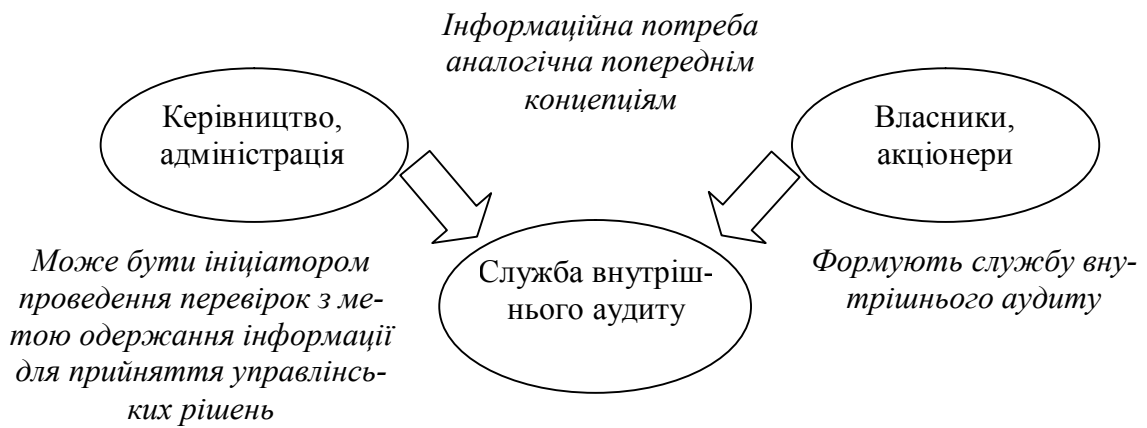 Інформаційна потреба
аналогічна попереднім
концепціям
Керівництво,
адміністрація
Власники,
акціонери
Може бути ініціатором
проведення перевірок з ме-
тою одержання інформації
для прийняття управлінсь-
ких рішень
Служба внутріш-
нього аудиту
Формують службу вну-
трішнього аудиту